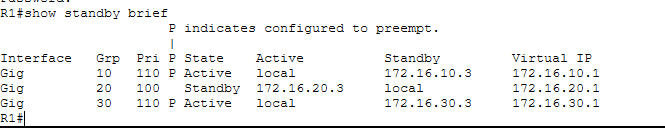 R1#show standby brief
P indicates configured to preempt.
|
Interface Grp Pri P State Active Standby Virtual IP
Gig 10 110 P Active local 172.16.10.3 172.16.10.1
Gig 20 100 Standby 172.16.20.3 local 172.16.20.1
Gig 30 110 P Active local 172.16.30.3 172.16.30.1
R1#